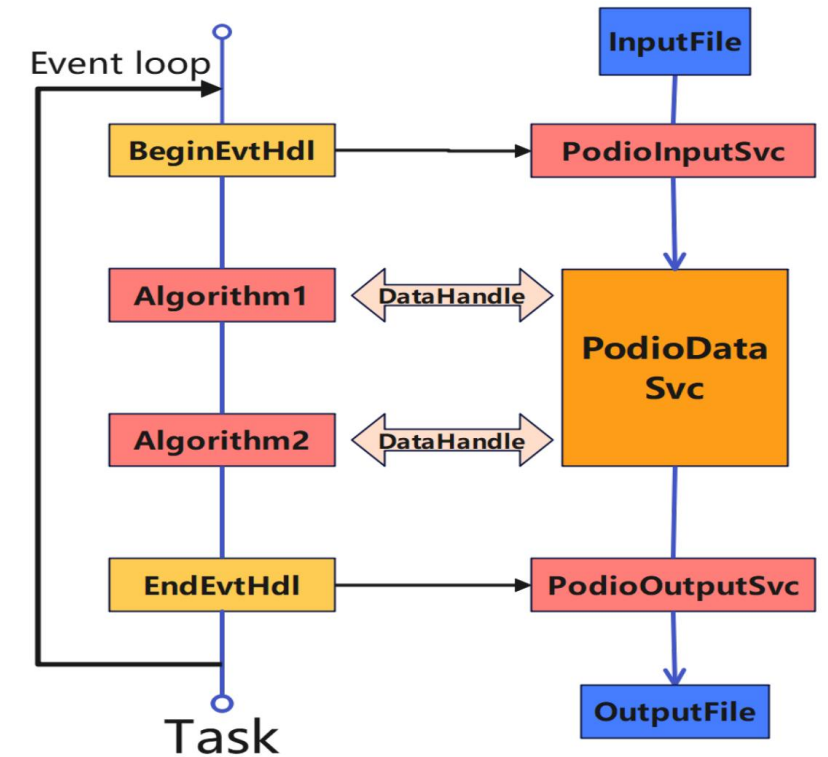 InputFile
Event loop
BeginEvtHdl
PodioInputSvc
Algorithm1
DataHandle
PodioData
Svc
Algorithm2
DataHandle
EndEvtHdl
PodioOutputSvc
OutputFile
Task